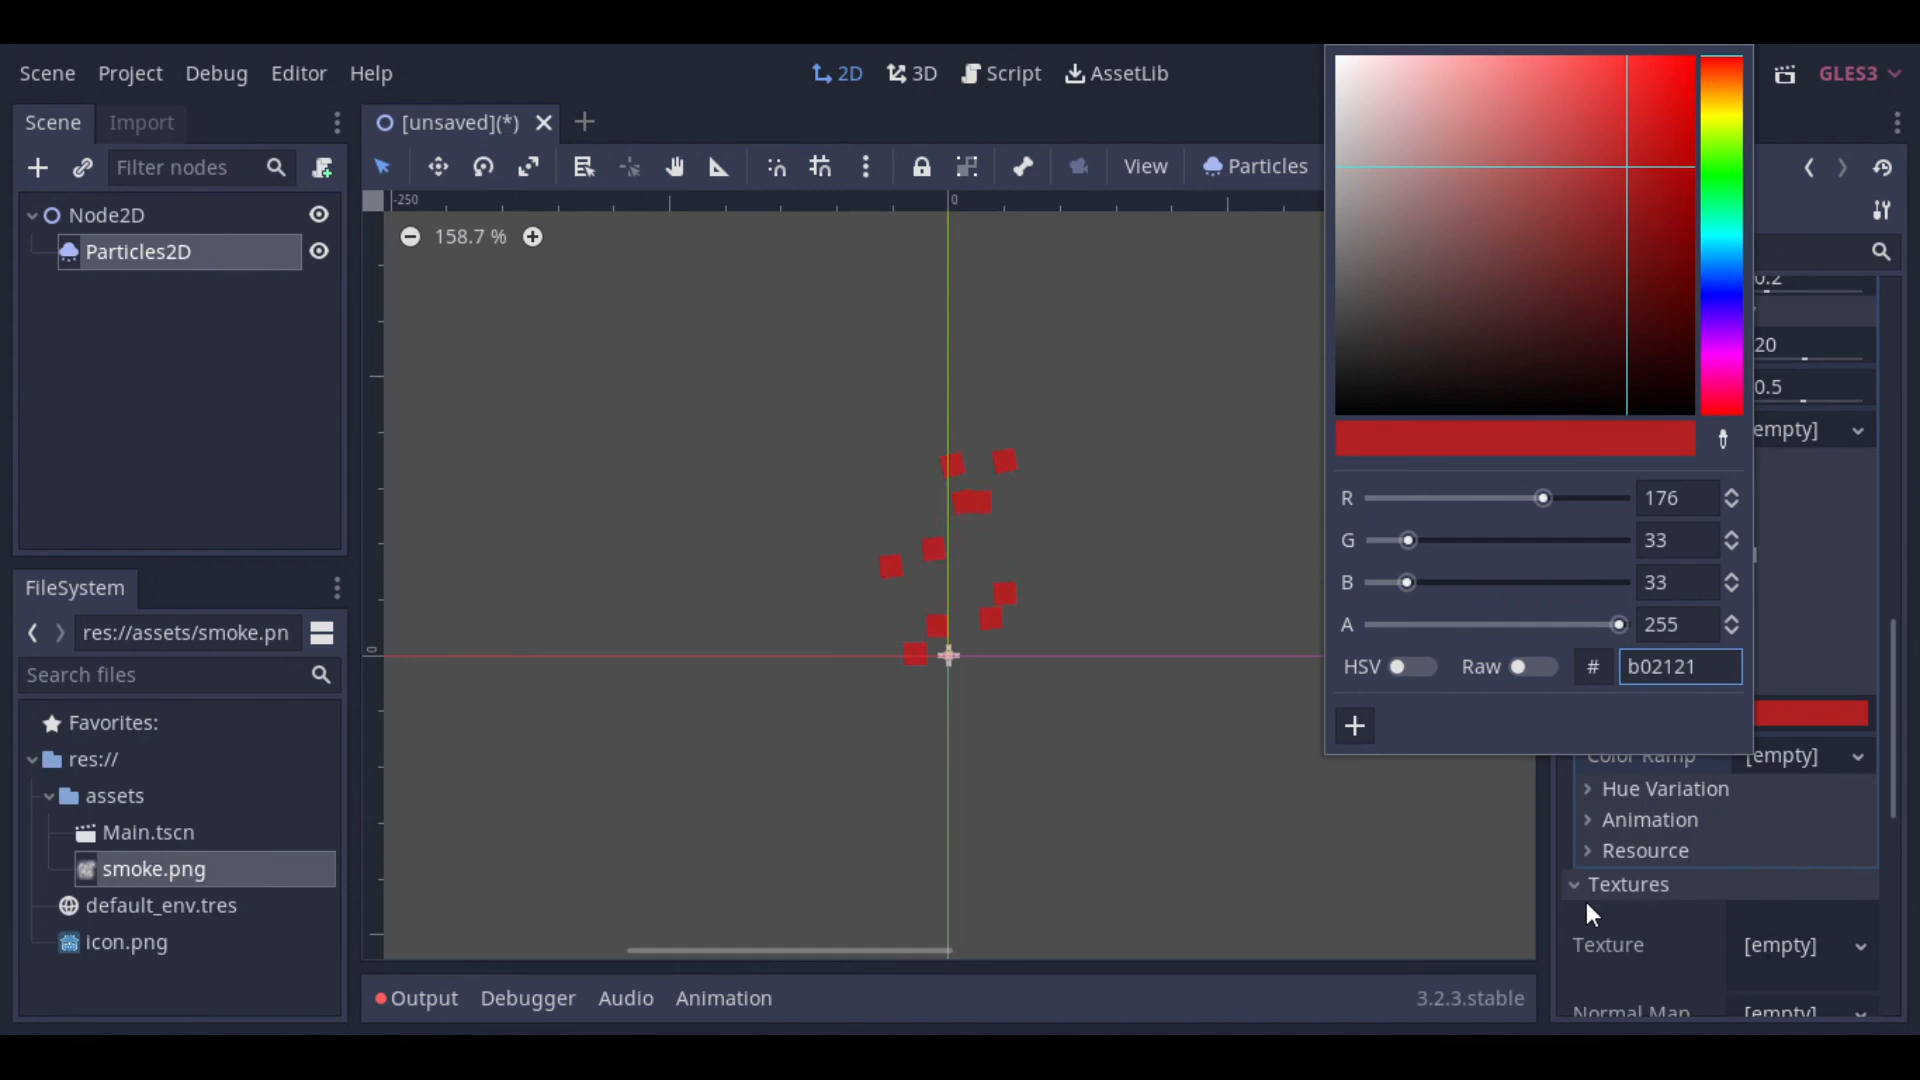 Scene Project Debug Editor Help
2D 3D Script AssetLib
GLES3
Scene Import
[unsaved](*)
Filter nodes
View Particles
-250 0
Node2D
158.7 %
Particles2D
0.2
20
0.5
empty]
R 176
G 33
B 33
A 255
HSV Raw # b02121
FileSystem
res://assets/smoke.pn
0
Search files
Favorites:
res://
assets
Main.tscn
smoke.png
default_env.tres
icon.png
Color Ramp [empty]
Hue Variation
Animation
Resource
Textures
Texture [empty]
Normal Map [empty]
Output Debugger Audio Animation 3.2.3.stable